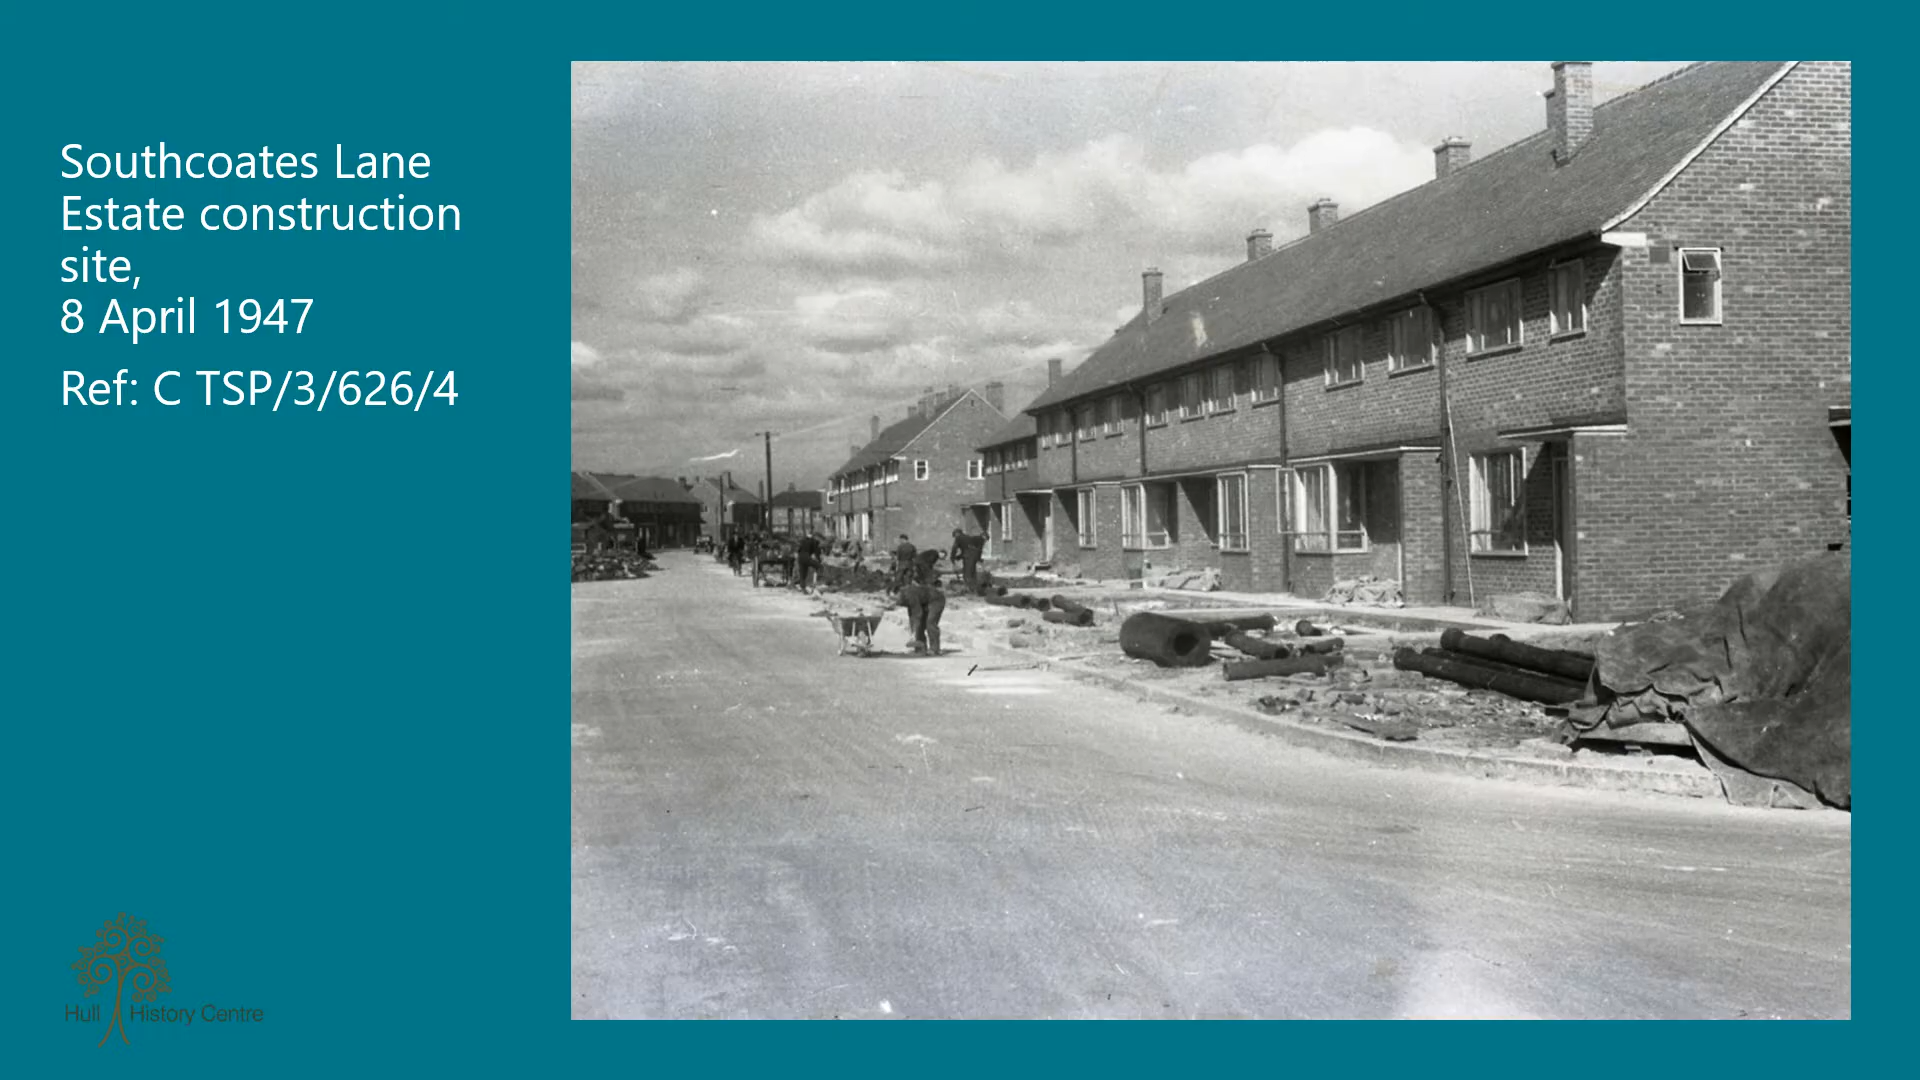 Southcoates Lane
Estate construction
site,
8 April 1947
Ref: C TSP/3/626/4
Hull History Centre